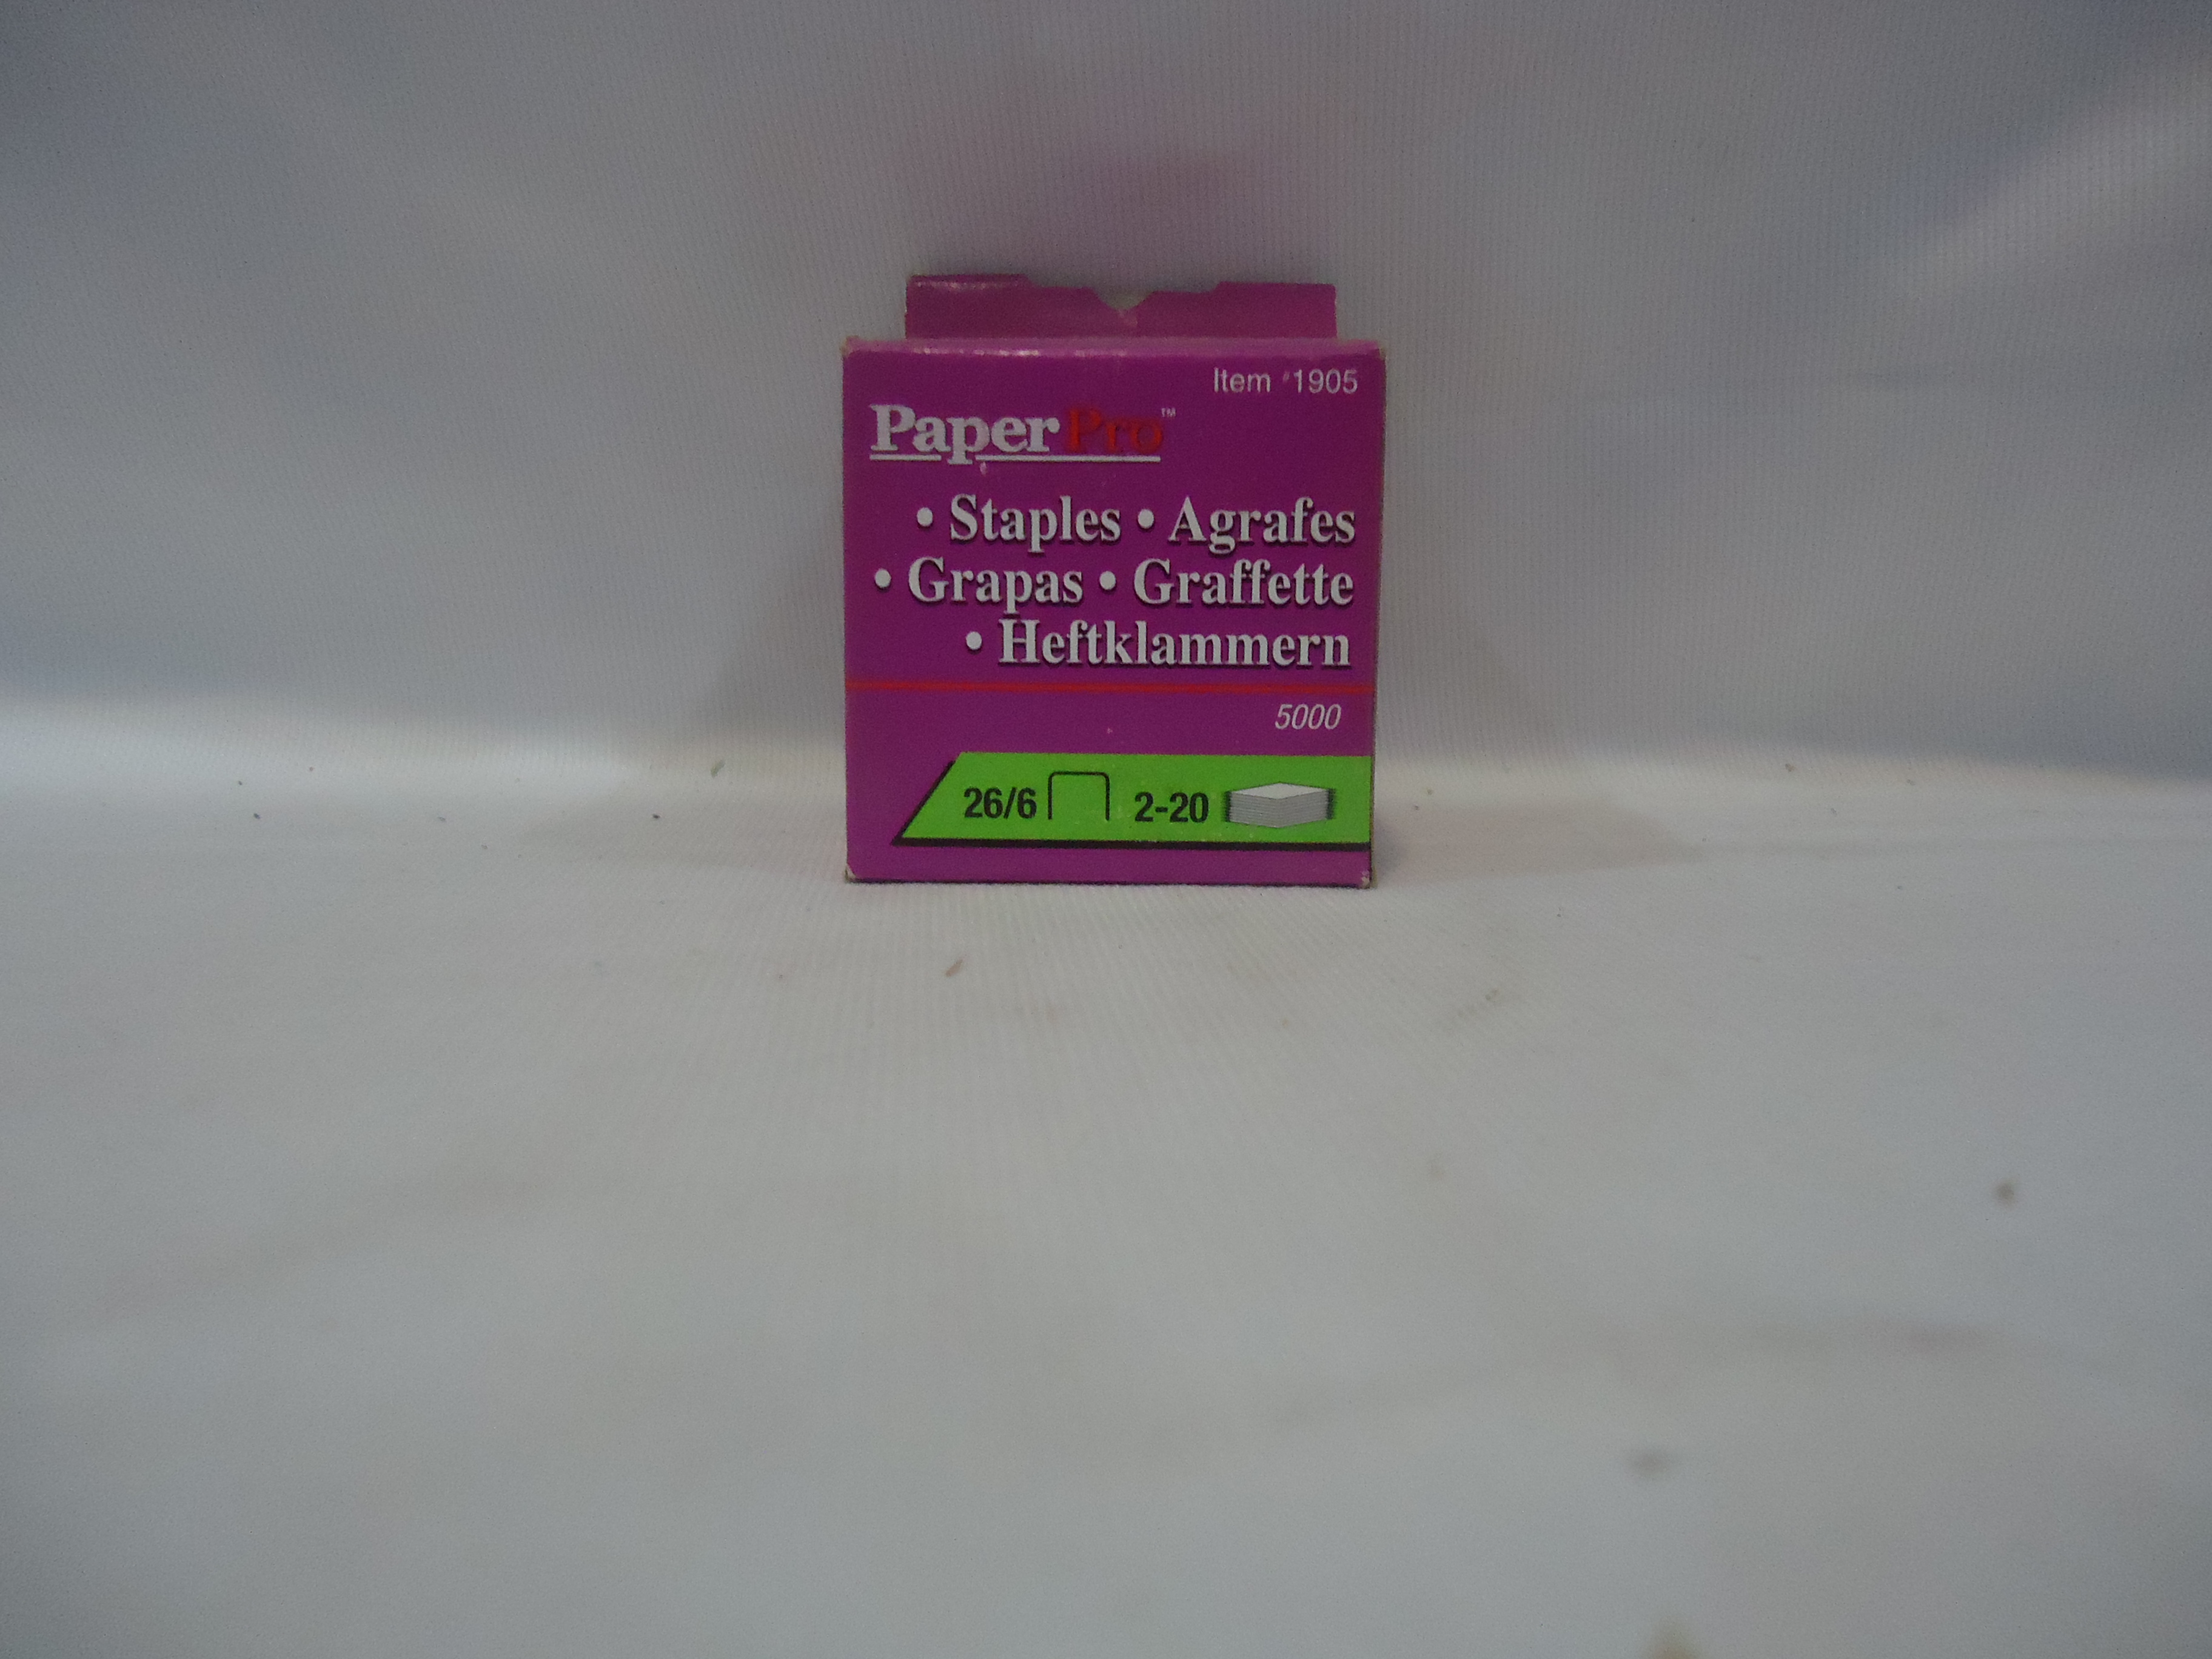 Item #1905
PaperPro™
• Staples • Agrafes
• Grapas • Graffette
• Heftklammern
5000
26/6 2-20